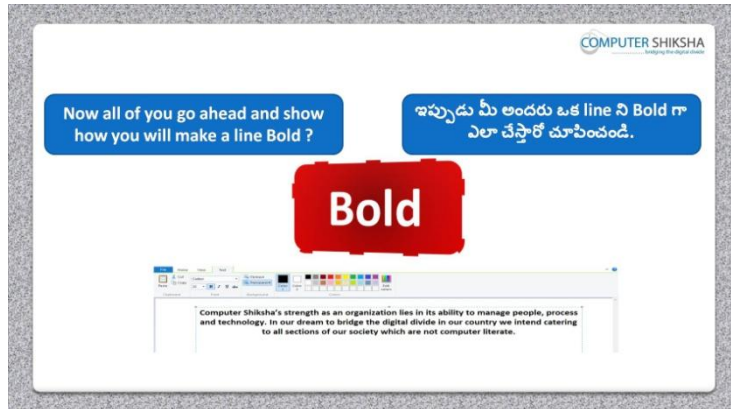 COMPUTER SHIKSHA
bridging the digital divide
Now all of you go ahead and show
how you will make a line Bold ?
ఇప్పుడు మీ అందరు ఒక line ని Bold గా
ఎలా చేస్తారో చూపించండి.
Bold
Computer Shiksha's strength as an organization lies in its ability to manage people, process
and technology. In our dream to bridge the digital divide in our country we intend catering
to all sections of our society which are not computer literate.